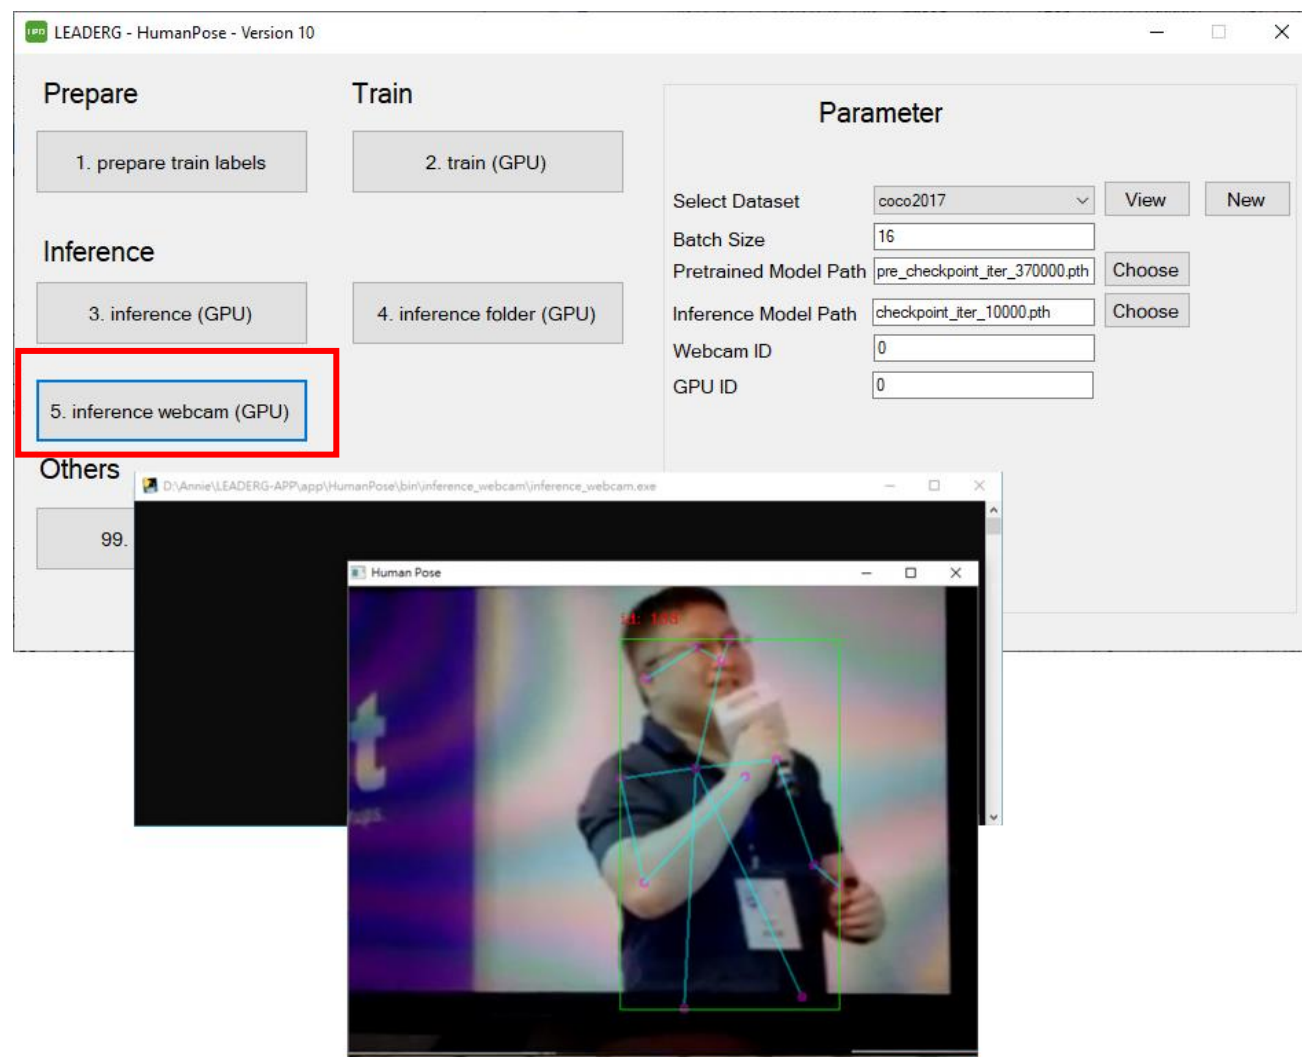 LEADERG - HumanPose - Version 10
Prepare
Train
Parameter
1. prepare train labels
2. train (GPU)
Select Dataset
coco2017
View
New
Batch Size
16
Inference
Pretrained Model Path
pre_checkpoint_iter_370000.pth
Choose
3. inference (GPU)
4. inference folder (GPU)
Inference Model Path
checkpoint_iter_10000.pth
Choose
Webcam ID
0
GPU ID
0
5. inference webcam (GPU)
Others
D:\Annie\LEADERG-APP\app\HumanPose\bin\inference_webcam\inference_webcam.exe
99.
Human Pose
id:
t